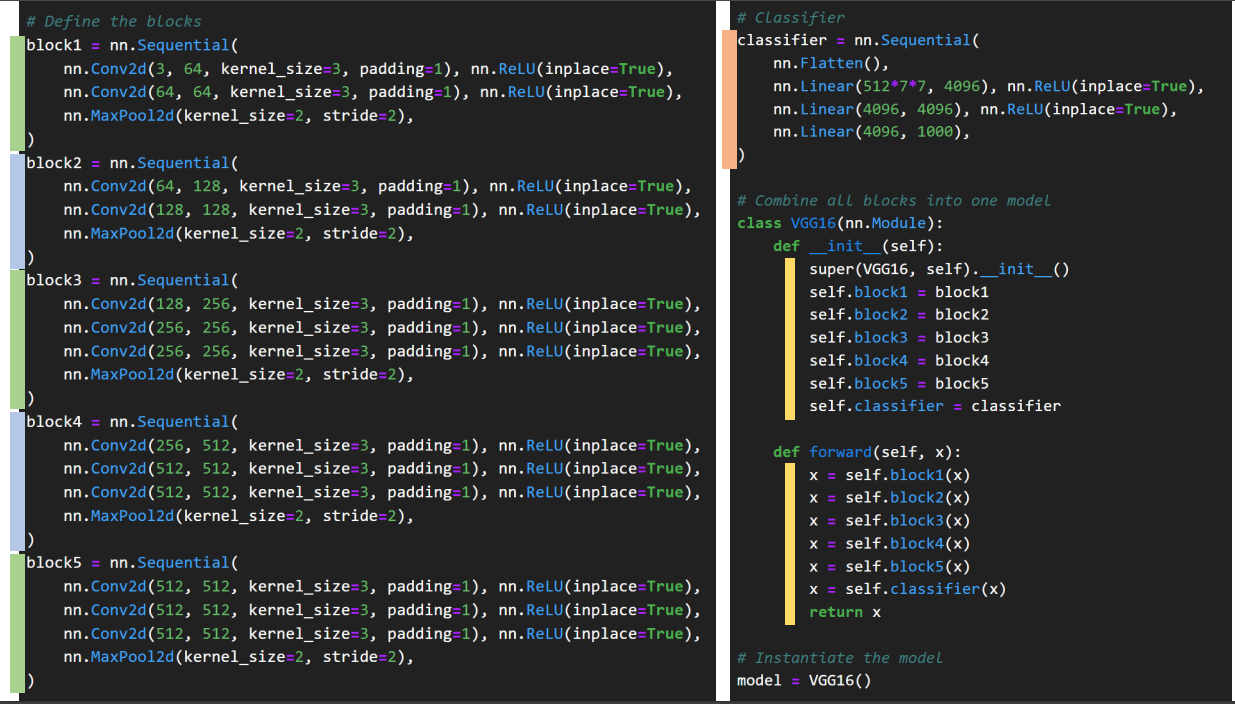 # Define the blocks
block1 = nn.Sequential(
    nn.Conv2d(3, 64, kernel_size=3, padding=1), nn.ReLU(inplace=True),
    nn.Conv2d(64, 64, kernel_size=3, padding=1), nn.ReLU(inplace=True),
    nn.MaxPool2d(kernel_size=2, stride=2),
)
block2 = nn.Sequential(
    nn.Conv2d(64, 128, kernel_size=3, padding=1), nn.ReLU(inplace=True),
    nn.Conv2d(128, 128, kernel_size=3, padding=1), nn.ReLU(inplace=True),
    nn.MaxPool2d(kernel_size=2, stride=2),
)
block3 = nn.Sequential(
    nn.Conv2d(128, 256, kernel_size=3, padding=1), nn.ReLU(inplace=True),
    nn.Conv2d(256, 256, kernel_size=3, padding=1), nn.ReLU(inplace=True),
    nn.Conv2d(256, 256, kernel_size=3, padding=1), nn.ReLU(inplace=True),
    nn.MaxPool2d(kernel_size=2, stride=2),
)
block4 = nn.Sequential(
    nn.Conv2d(256, 512, kernel_size=3, padding=1), nn.ReLU(inplace=True),
    nn.Conv2d(512, 512, kernel_size=3, padding=1), nn.ReLU(inplace=True),
    nn.Conv2d(512, 512, kernel_size=3, padding=1), nn.ReLU(inplace=True),
    nn.MaxPool2d(kernel_size=2, stride=2),
)
block5 = nn.Sequential(
    nn.Conv2d(512, 512, kernel_size=3, padding=1), nn.ReLU(inplace=True),
    nn.Conv2d(512, 512, kernel_size=3, padding=1), nn.ReLU(inplace=True),
    nn.Conv2d(512, 512, kernel_size=3, padding=1), nn.ReLU(inplace=True),
    nn.MaxPool2d(kernel_size=2, stride=2),
)
# Classifier
classifier = nn.Sequential(
    nn.Flatten(),
    nn.Linear(512*7*7, 4096), nn.ReLU(inplace=True),
    nn.Linear(4096, 4096), nn.ReLU(inplace=True),
    nn.Linear(4096, 1000),
)
# Combine all blocks into one model
class VGG16(nn.Module):
    def __init__(self):
        super(VGG16, self).__init__()
        self.block1 = block1
        self.block2 = block2
        self.block3 = block3
        self.block4 = block4
        self.block5 = block5
        self.classifier = classifier
    def forward(self, x):
        x = self.block1(x)
        x = self.block2(x)
        x = self.block3(x)
        x = self.block4(x)
        x = self.block5(x)
        x = self.classifier(x)
        return x
# Instantiate the model
model = VGG16()